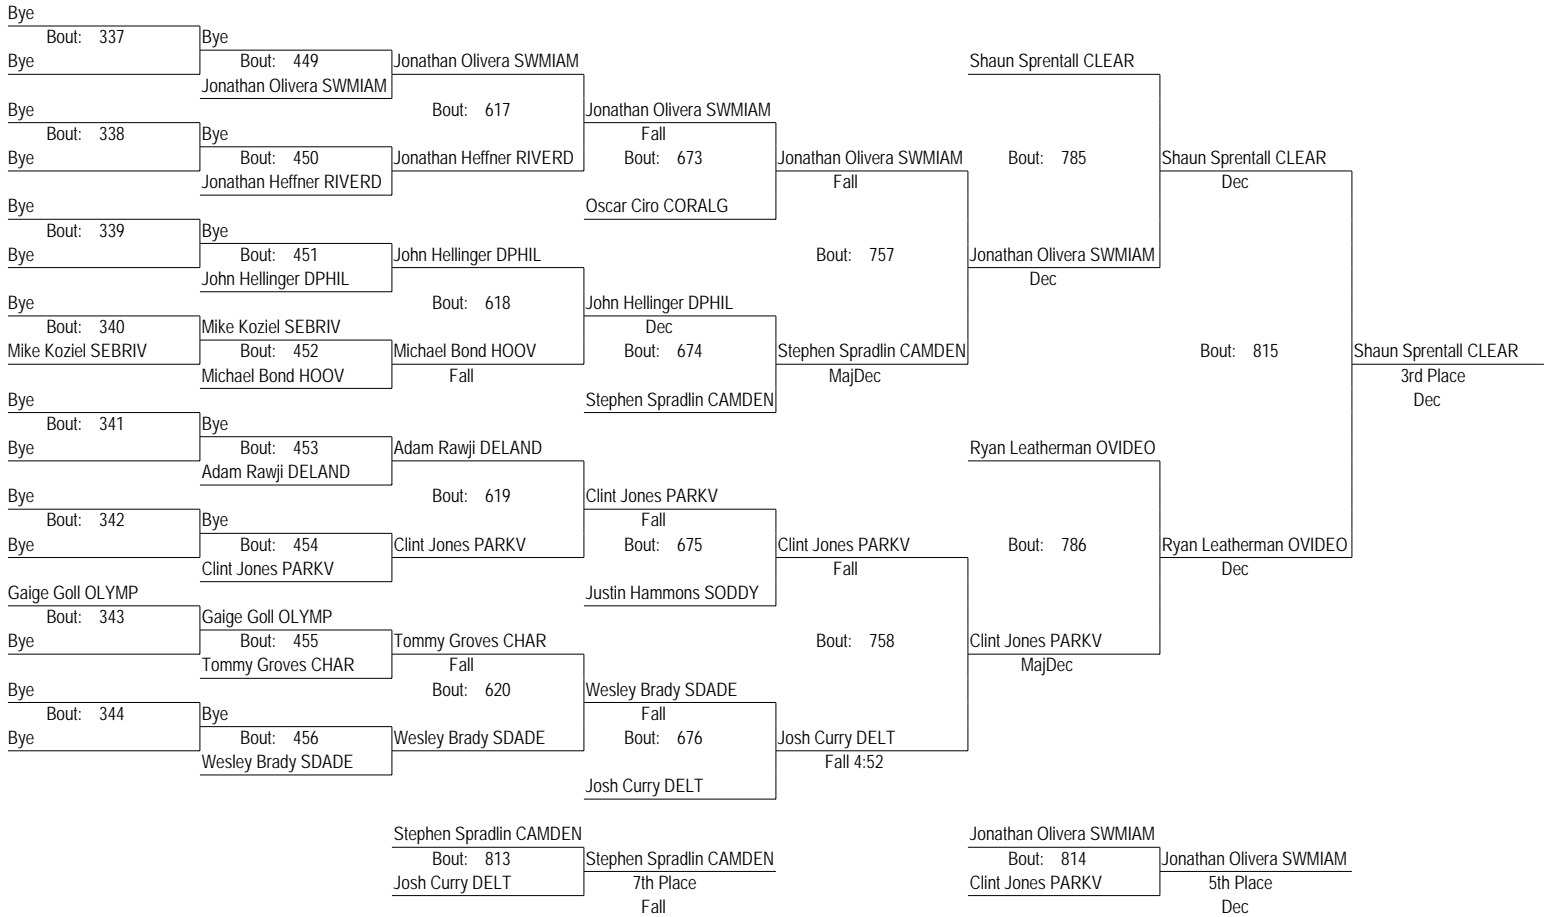 Bye
Bout: 337 Bye
Bye Bout: 449 Jonathan Olivera SWMIAM Shaun Sprentall CLEAR
Jonathan Olivera SWMIAM
Bye Bout: 617 Jonathan Olivera SWMIAM
Bout: 338 Bye Fall
Bye Bout: 450 Jonathan Heffner RIVERD Bout: 673 Jonathan Olivera SWMIAM Bout: 785 Shaun Sprentall CLEAR
Jonathan Heffner RIVERD Fall Dec
Bye Oscar Ciro CORALG
Bout: 339 Bye
Bye Bout: 451 John Hellinger DPHIL Bout: 757 Jonathan Olivera SWMIAM
John Hellinger DPHIL Dec
Bye Bout: 618 John Hellinger DPHIL
Bout: 340 Mike Koziel SEBRIV Dec
Mike Koziel SEBRIV Bout: 452 Michael Bond HOOV Bout: 674 Stephen Spradlin CAMDEN Bout: 815 Shaun Sprentall CLEAR
Michael Bond HOOV Fall MajDec 3rd Place
Bye Stephen Spradlin CAMDEN Dec
Bout: 341 Bye
Bye Bout: 453 Adam Rawji DELAND Ryan Leatherman OVIDEO
Adam Rawji DELAND
Bye Bout: 619 Clint Jones PARKV
Bout: 342 Bye Fall
Bye Bout: 454 Clint Jones PARKV Bout: 675 Clint Jones PARKV Bout: 786 Ryan Leatherman OVIDEO
Clint Jones PARKV Fall Dec
Gaige Goll OLYMP Justin Hammons SODDY
Bout: 343 Gaige Goll OLYMP
Bye Bout: 455 Tommy Groves CHAR Bout: 758 Clint Jones PARKV
Tommy Groves CHAR Fall MajDec
Bye Bout: 620 Wesley Brady SDADE
Bout: 344 Bye Fall
Bye Bout: 456 Wesley Brady SDADE Bout: 676 Josh Curry DELT
Wesley Brady SDADE Fall 4:52
Josh Curry DELT
Stephen Spradlin CAMDEN Jonathan Olivera SWMIAM
Bout: 813 Stephen Spradlin CAMDEN Bout: 814 Jonathan Olivera SWMIAM
Josh Curry DELT 7th Place Clint Jones PARKV 5th Place
Fall Dec